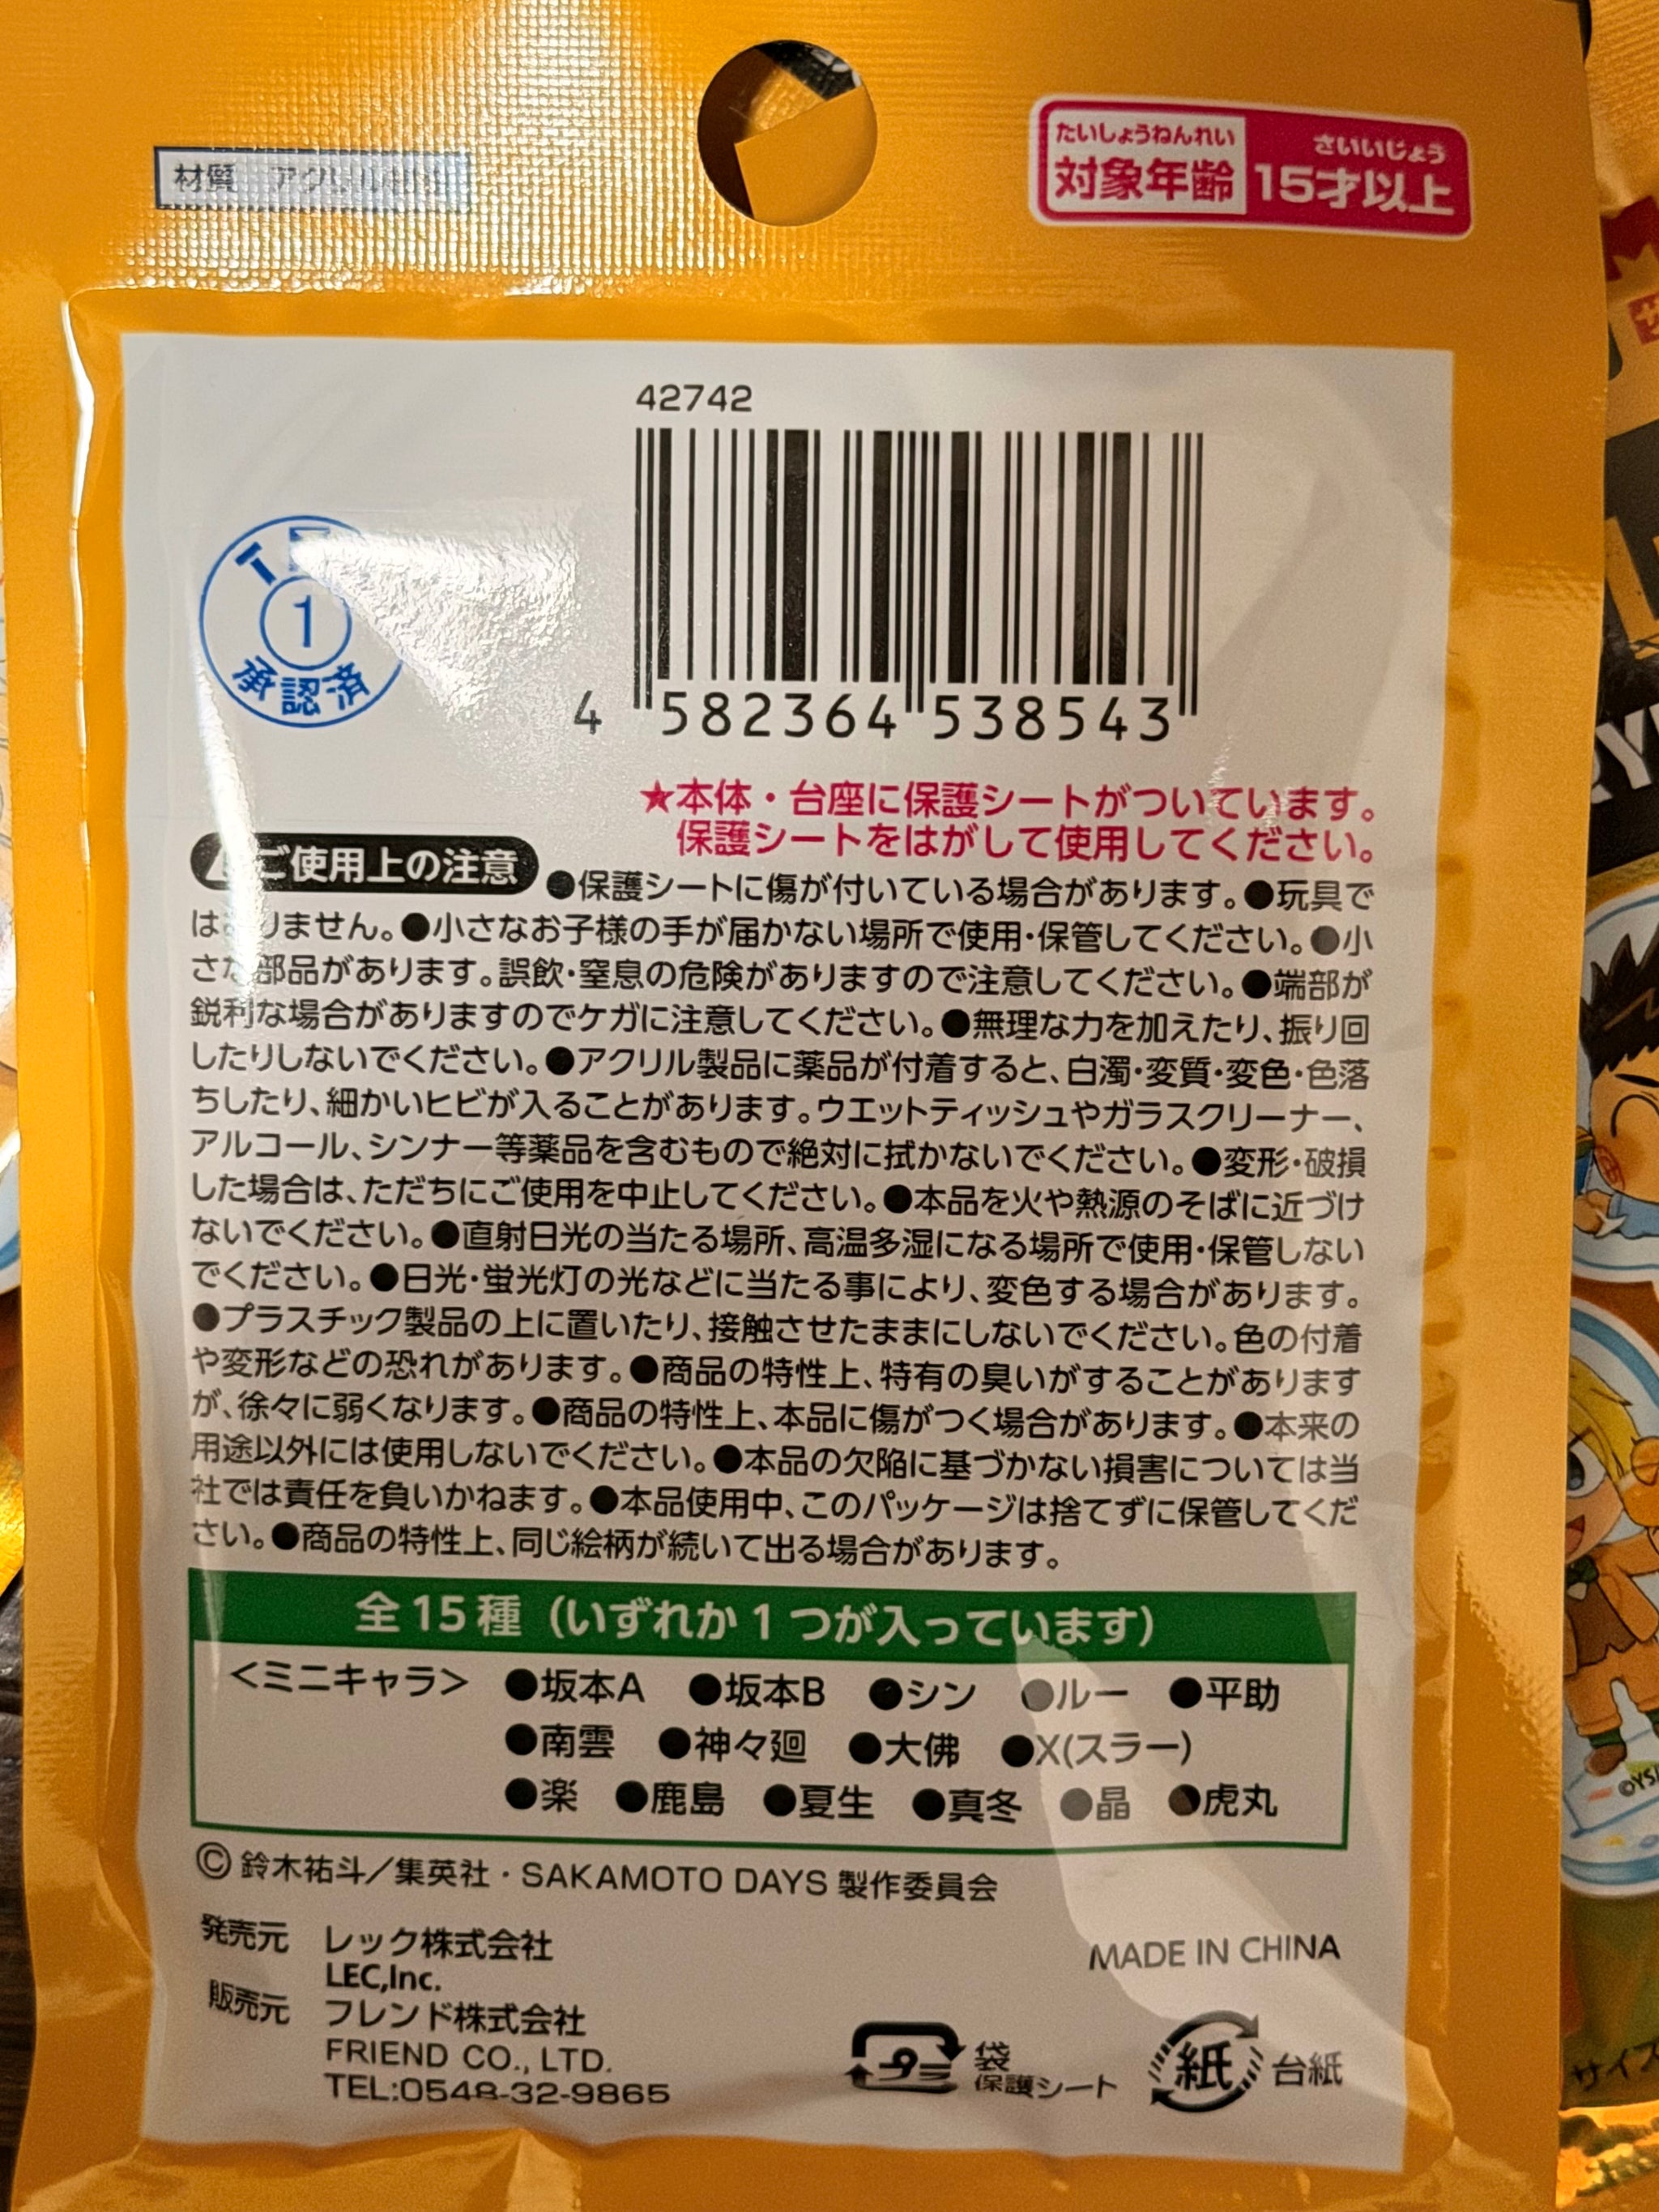 材質 アクリル樹脂
たいしょうねんれい さいいじょう
対象年齢 15才以上
42742
1
承認済
4 582364 538543
★本体・台座に保護シートがついています。
保護シートをはがして使用してください。
ご使用上の注意 ●保護シートに傷が付いている場合があります。●玩具で
はありません。●小さなお子様の手が届かない場所で使用・保管してください。●小
さな部品があります。誤飲・窒息の危険がありますので注意してください。●端部が
鋭利な場合がありますのでケガに注意してください。●無理な力を加えたり、振り回
したりしないでください。●アクリル製品に薬品が付着すると、白濁・変質・変色・色落
ちしたり、細かいヒビが入ることがあります。ウエットティッシュやガラスクリーナー、
アルコール、シンナー等薬品を含むもので絶対に拭かないでください。●変形・破損
した場合は、ただちにご使用を中止してください。●本品を火や熱源のそばに近づけ
ないでください。●直射日光の当たる場所、高温多湿になる場所で使用・保管しない
でください。●日光・蛍光灯の光などに当たる事により、変色する場合があります。
●プラスチック製品の上に置いたり、接触させたままにしないでください。色の付着
や変形などの恐れがあります。●商品の特性上、特有の臭いがすることがあります
が、徐々に弱くなります。●商品の特性上、本品に傷がつく場合があります。●本来の
用途以外には使用しないでください。●本品の欠陥に基づかない損害については当
社では責任を負いかねます。●本品使用中、このパッケージは捨てずに保管してくだ
さい。●商品の特性上、同じ絵柄が続いて出る場合があります。
全15種（いずれか1つが入っています）
＜ミニキャラ＞ ●坂本A ●坂本B ●シン ●ルー ●平助
●南雲 ●神々廻 ●大佛 ●X(スラー)
●楽 ●鹿島 ●夏生 ●真冬 ●晶 ●虎丸
©鈴木祐斗／集英社・SAKAMOTO DAYS 製作委員会
発売元 レック株式会社
LEC,Inc.
MADE IN CHINA
販売元 フレンド株式会社
FRIEND CO., LTD.
TEL:0548-32-9865
袋
保護シート
紙 台紙
サイズ